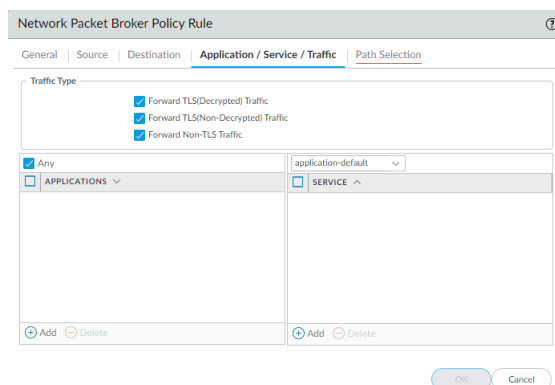 Network Packet Broker Policy Rule
General | Source | Destination | Application / Service / Traffic | Path Selection
Traffic Type
Forward TLS(Decrypted) Traffic
Forward TLS(Non-Decrypted) Traffic
Forward Non-TLS Traffic
Any
application-default
APPLICATIONS
SERVICE
Add Delete
Add Delete
OK Cancel